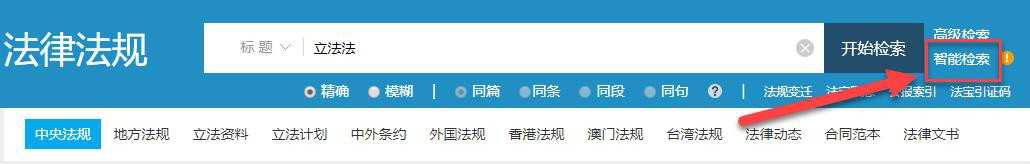 法律法规
标 题 立法法 开始检索
高级检索
智能检索
精确 模糊 | 同篇 同条 同段 同句 ? | 法规变迁 索引 法宝引证码
中央法规 地方法规 立法资料 立法计划 中外条约 外国法规 香港法规 澳门法规 台湾法规 法律动态 合同范本 法律文书